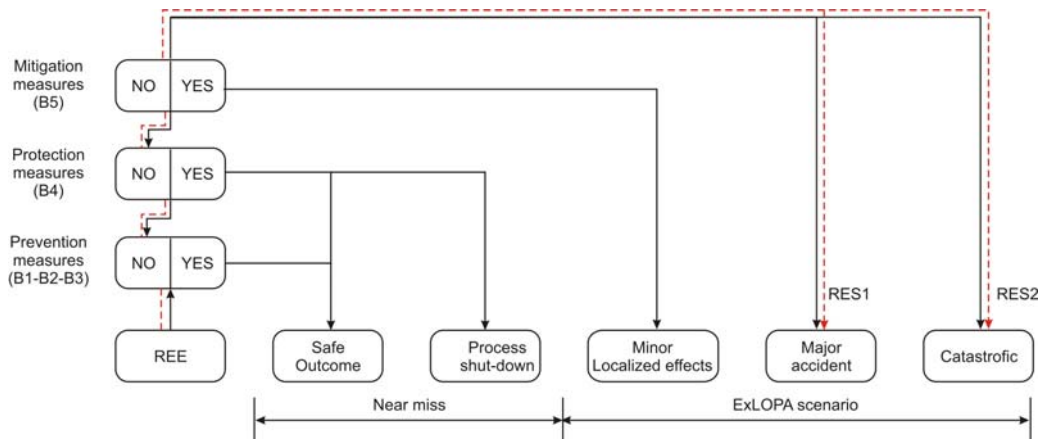 Mitigation
measures
(B5)
NO YES
Protection
measures
(B4)
NO YES
Prevention
measures
(B1-B2-B3)
NO YES
RES1
RES2
REE
Safe
Outcome
Process
shut-down
Minor
Localized effects
Major
accident
Catastrofic
Near miss
ExLOPA scenario